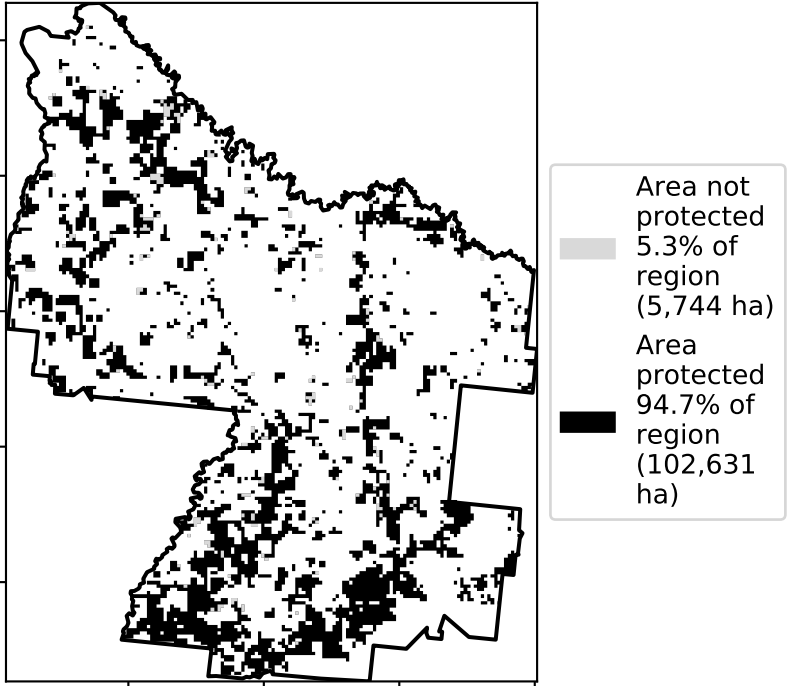 Area not
protected
5.3% of
region
(5,744 ha)
Area
protected
94.7% of
region
(102,631
ha)